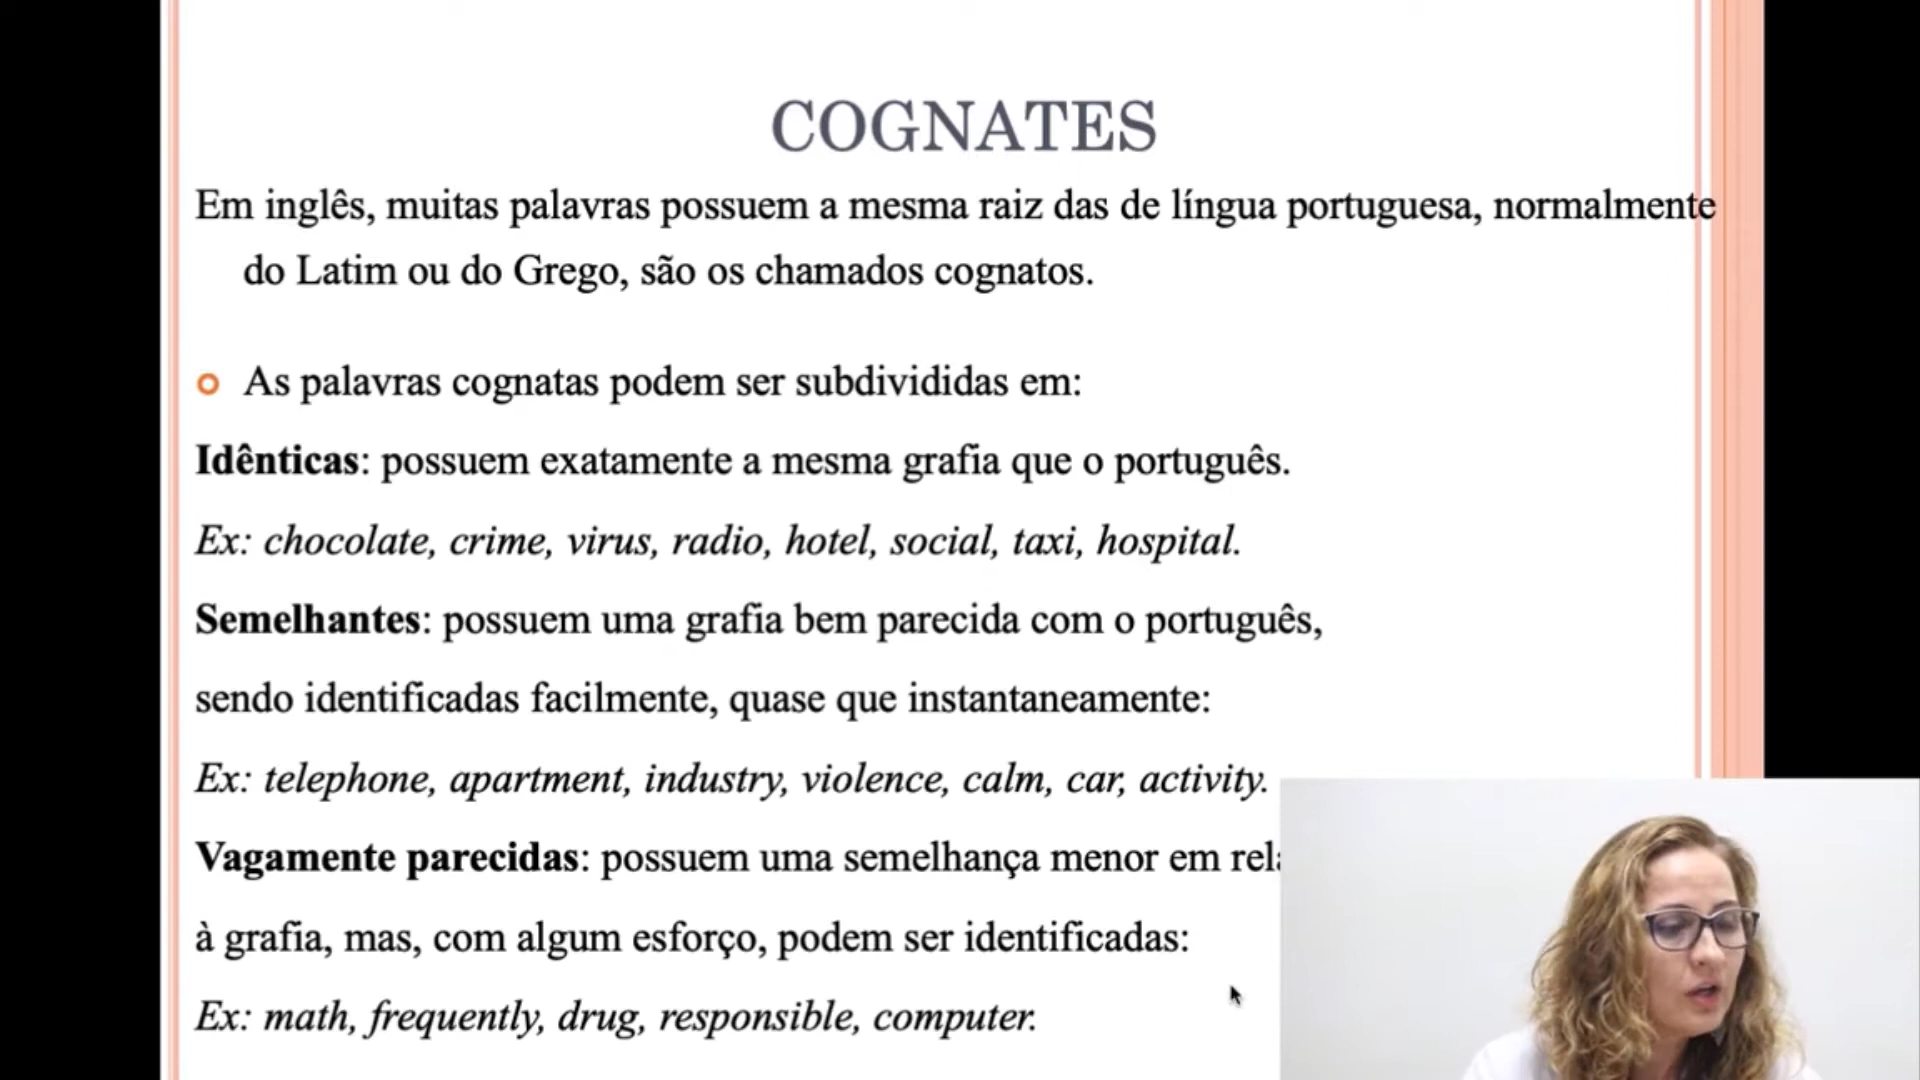 COGNATES
Em inglês, muitas palavras possuem a mesma raiz das de língua portuguesa, normalmente
do Latim ou do Grego, são os chamados cognatos.
As palavras cognatas podem ser subdivididas em:
Idênticas: possuem exatamente a mesma grafia que o português.
Ex: chocolate, crime, virus, radio, hotel, social, taxi, hospital.
Semelhantes: possuem uma grafia bem parecida com o português,
sendo identificadas facilmente, quase que instantaneamente:
Ex: telephone, apartment, industry, violence, calm, car, activity.
Vagamente parecidas: possuem uma semelhança menor em
à grafia, mas, com algum esforço, podem ser identificadas:
Ex: math, frequently, drug, responsible, computer.